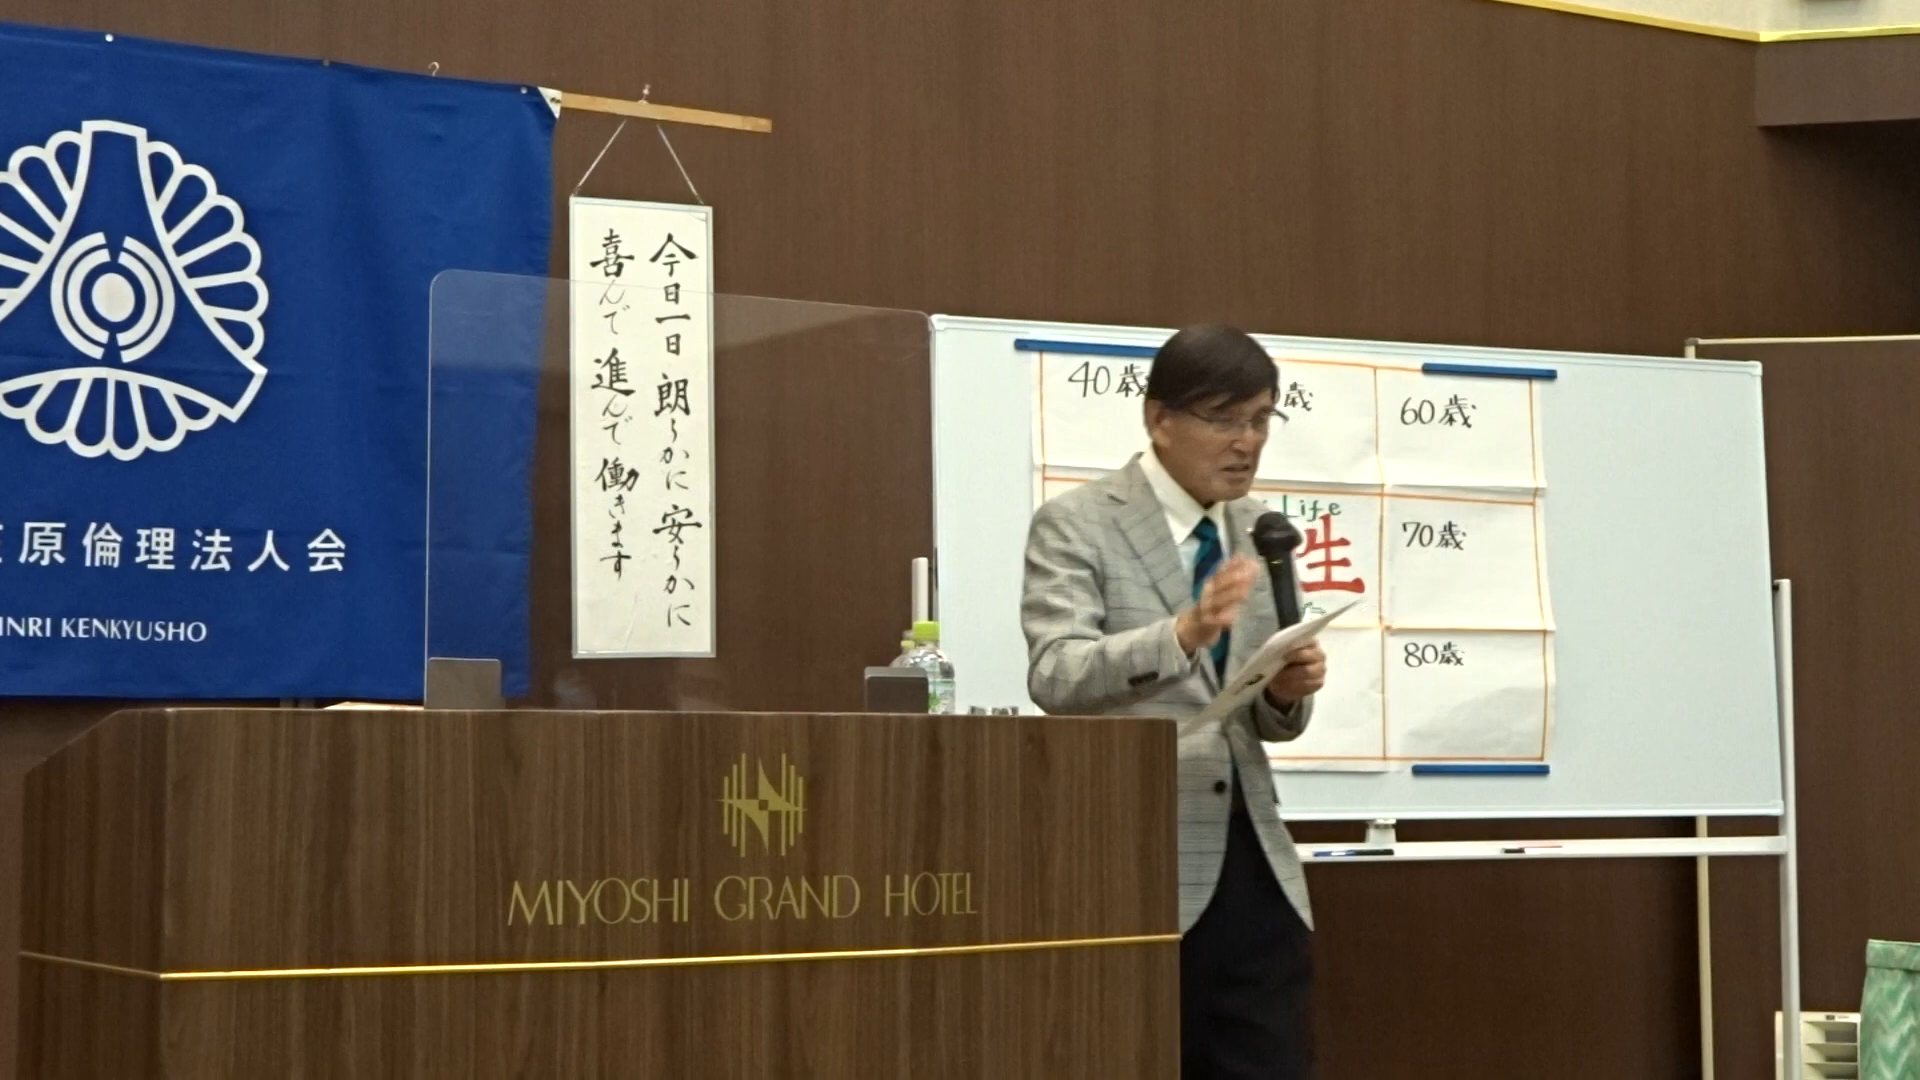 原倫理法人会
INRI KENKYUSHO
今日一日 朗らかに 安らかに
喜んで 進んで 働きます
40歳
歳
60歳
Life
性
70歳
80歳
MIYOSHI GRAND HOTEL